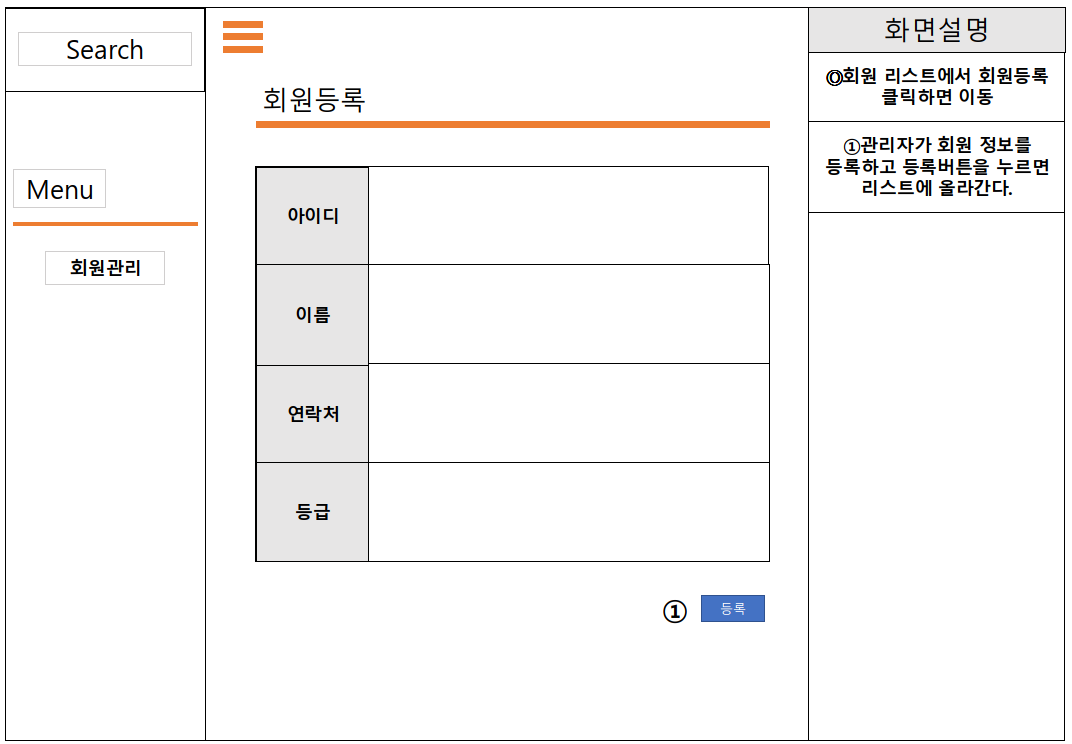 Search
Menu
회원관리
회원등록
아이디
이름
연락처
등급
① 등록
화면설명
◎회원 리스트에서 회원등록
클릭하면 이동
①관리자가 회원 정보를
등록하고 등록버튼을 누르면
리스트에 올라간다.